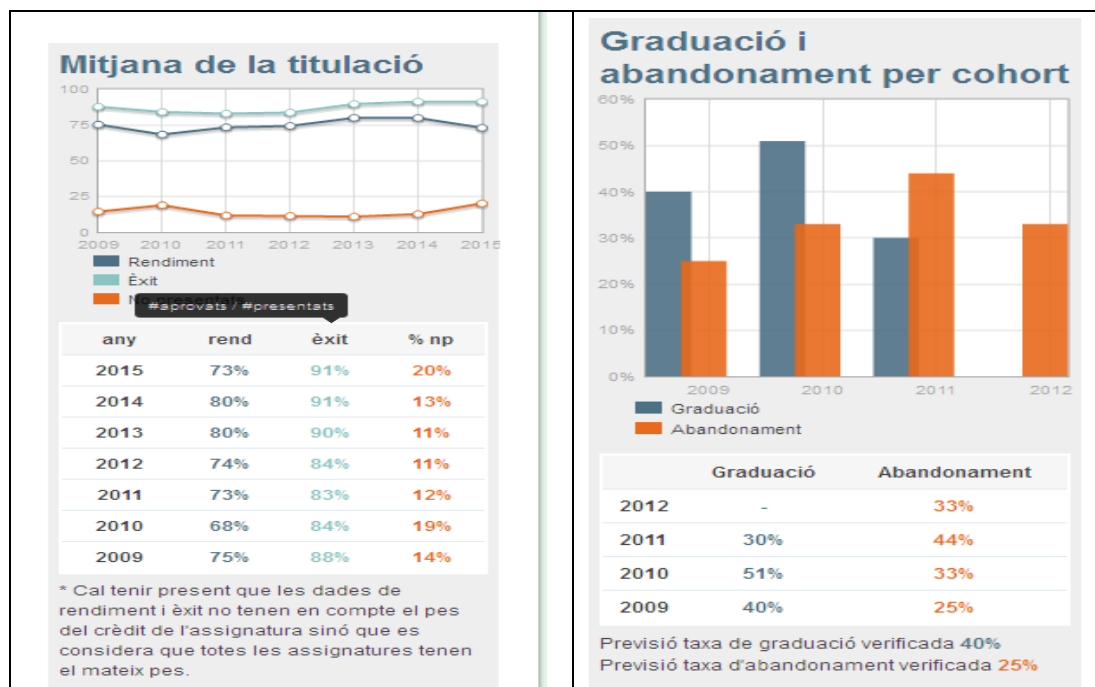 Mitjana de la titulació
100
75
50
25
0
2009 2010 2011 2012 2013 2014 2015
Rendiment
Èxit
No presentats
#aprovats / #presentats
any rend èxit % np
2015 73% 91% 20%
2014 80% 91% 13%
2013 80% 90% 11%
2012 74% 84% 11%
2011 73% 83% 12%
2010 68% 84% 19%
2009 75% 88% 14%
* Cal tenir present que les dades de
rendiment i èxit no tenen en compte el pes
del crèdit de l'assignatura sinó que es
considera que totes les assignatures tenen
el mateix pes.
Graduació i
abandonament per cohort
60%
50%
40%
30%
20%
10%
0%
2009 2010 2011 2012
Graduació
Abandonament
Graduació Abandonament
2012 - 33%
2011 30% 44%
2010 51% 33%
2009 40% 25%
Previsió taxa de graduació verificada 40%
Previsió taxa d'abandonament verificada 25%